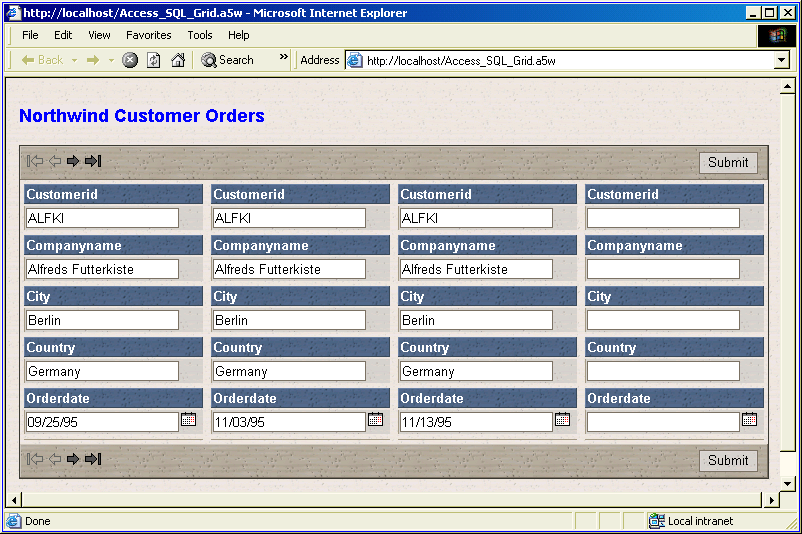 http://localhost/Access_SQL_Grid.a5w - Microsoft Internet Explorer
File Edit View Favorites Tools Help
Back Search » Address http://localhost/Access_SQL_Grid.a5w
Northwind Customer Orders
Submit
Customerid Customerid Customerid Customerid
ALFKI ALFKI ALFKI
Companyname Companyname Companyname Companyname
Alfreds Futterkiste Alfreds Futterkiste Alfreds Futterkiste
City City City City
Berlin Berlin Berlin
Country Country Country Country
Germany Germany Germany
Orderdate Orderdate Orderdate Orderdate
09/25/95 11/03/95 11/13/95
Submit
Done Local intranet